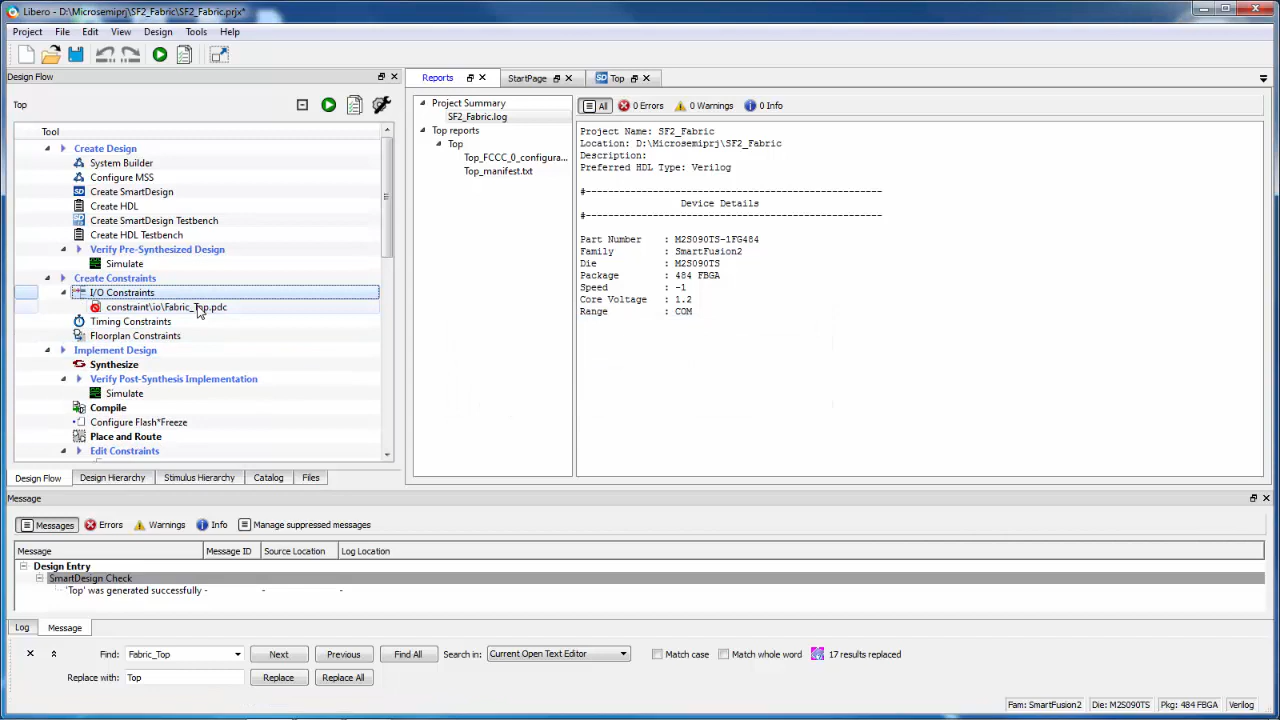 Libero - D:\Microsemiprj\SF2_Fabric\SF2_Fabric.prjx*
Project File Edit View Design Tools Help
Design Flow
Reports StartPage Top
Top
All 0 Errors 0 Warnings 0 Info
Tool
Create Design
System Builder
Configure MSS
Create SmartDesign
Create HDL
Create SmartDesign Testbench
Create HDL Testbench
Verify Pre-Synthesized Design
Simulate
Create Constraints
I/O Constraints
constraint\io\Fabric_Top.pdc
Timing Constraints
Floorplan Constraints
Implement Design
Synthesize
Verify Post-Synthesis Implementation
Simulate
Compile
Configure Flash*Freeze
Place and Route
Edit Constraints
Design Flow Design Hierarchy Stimulus Hierarchy Catalog Files
Project Summary
SF2_Fabric.log
Top reports
Top
Top_FCCC_0_configura...
Top_manifest.txt
Project Name: SF2_Fabric
Location: D:\Microsemiprj\SF2_Fabric
Description:
Preferred HDL Type: Verilog
#--------------------------------------------------
Device Details
#--------------------------------------------------
Part Number : M2S090TS-1FG484
Family : SmartFusion2
Die : M2S090TS
Package : 484 FBGA
Speed : -1
Core Voltage : 1.2
Range : COM
Message
Messages Errors Warnings Info Manage suppressed messages
Message Message ID Source Location Log Location
Design Entry
SmartDesign Check
'Top' was generated successfully - - -
Log Message
Find: Fabric_Top Next Previous Find All Search in: Current Open Text Editor Match case Match whole word 17 results replaced
Replace with: Top Replace Replace All
Fam: SmartFusion2 Die: M2S090TS Pkg: 484 FBGA Verilog